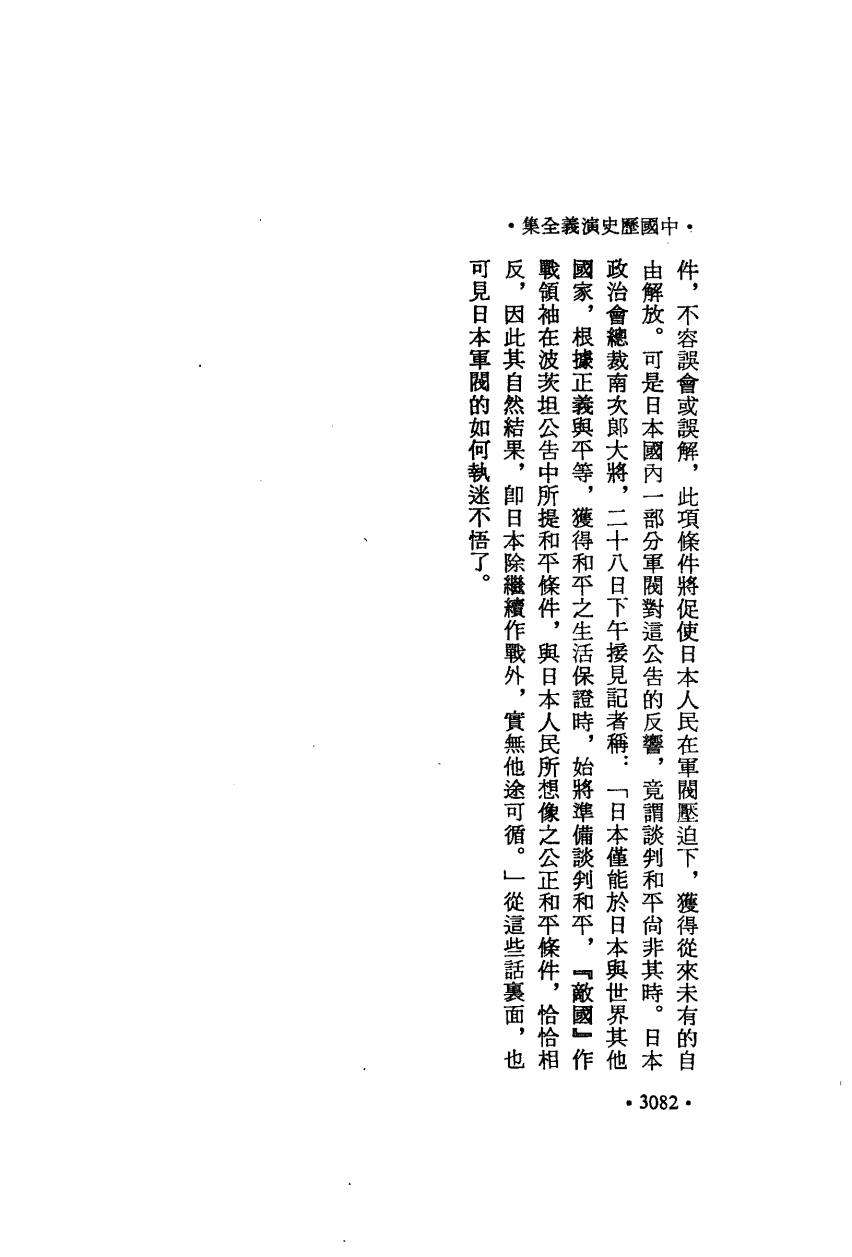 •中國歷史演義全集•
件，不容誤會或誤解，此項條件將促使日本人民在軍閥壓迫下，獲得從來未有的自
由解放。可是日本國內一部分軍閥對這公告的反響，竟謂談判和平尙非其時。日本
政治會總裁南次郎大將，二十八日下午接見記者稱：「日本僅能於日本與世界其他
國家，根據正義與平等，獲得和平之生活保證時，始將準備談判和平，『敵國』作
戰領袖在波茨坦公告中所提和平條件，與日本人民所想像之公正和平條件，恰恰相
反，因此其自然結果，卽日本除繼續作戰外，實無他途可循。」從這些話裏面，也
可見日本軍閥的如何執迷不悟了。
•3082•